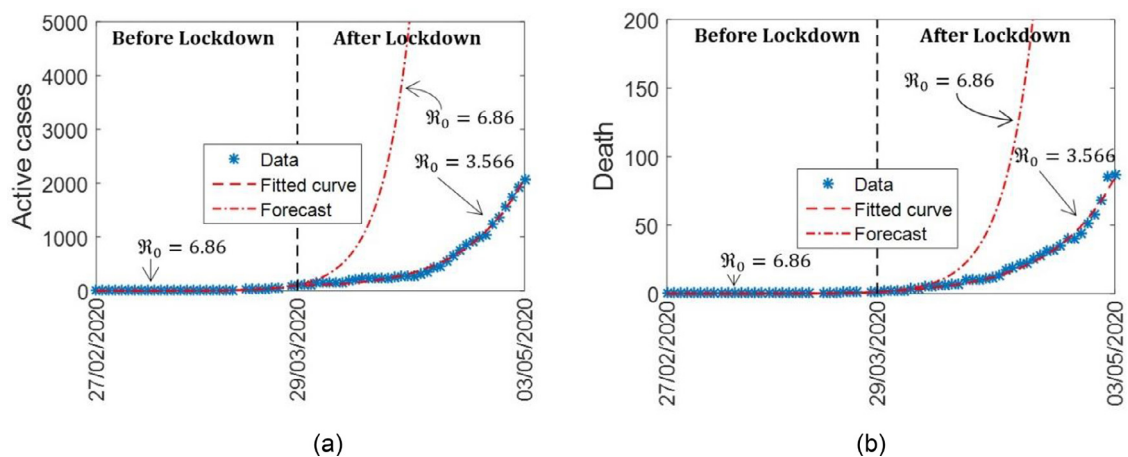 5000
4000
3000
2000
1000
0
Active cases
Before Lockdown
After Lockdown
ℜ₀ = 6.86
ℜ₀ = 3.566
Data
Fitted curve
Forecast
ℜ₀ = 6.86
27/02/2020
29/03/2020
03/05/2020
(a)
200
150
100
50
0
Death
Before Lockdown
After Lockdown
ℜ₀ = 6.86
ℜ₀ = 3.566
Data
Fitted curve
Forecast
ℜ₀ = 6.86
27/02/2020
29/03/2020
03/05/2020
(b)